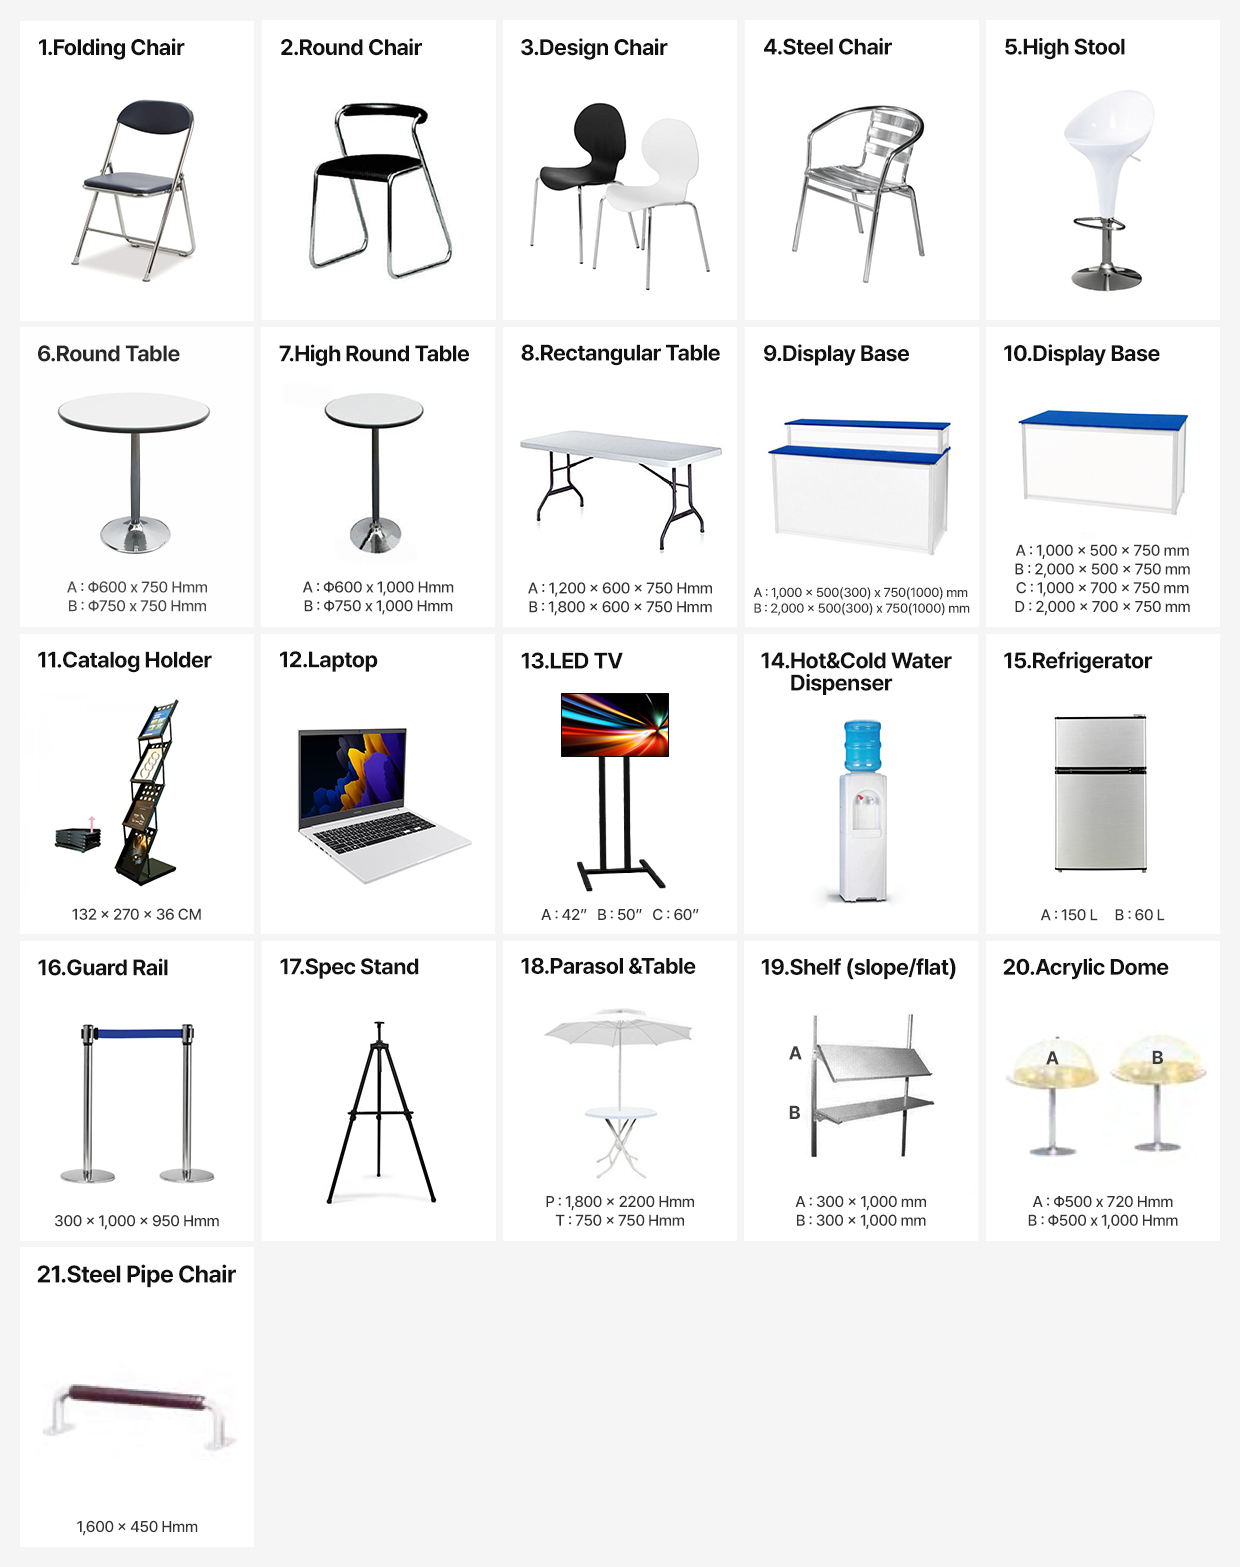 1.Folding Chair
2.Round Chair
3.Design Chair
4.Steel Chair
5.High Stool
6.Round Table
A : Φ600 x 750 Hmm
B : Φ750 x 750 Hmm
7.High Round Table
A : Φ600 x 1,000 Hmm
B : Φ750 x 1,000 Hmm
8.Rectangular Table
A : 1,200 × 600 × 750 Hmm
B : 1,800 × 600 × 750 Hmm
9.Display Base
A : 1,000 × 500(300) x 750(1000) mm
B : 2,000 × 500(300) x 750(1000) mm
10.Display Base
A : 1,000 × 500 × 750 mm
B : 2,000 × 500 × 750 mm
C : 1,000 × 700 × 750 mm
D : 2,000 × 700 × 750 mm
11.Catalog Holder
132 × 270 × 36 CM
12.Laptop
13.LED TV
A : 42” B : 50” C : 60”
14.Hot&Cold Water
Dispenser
15.Refrigerator
A : 150 L B : 60 L
16.Guard Rail
300 × 1,000 × 950 Hmm
17.Spec Stand
18.Parasol &Table
P : 1,800 × 2200 Hmm
T : 750 × 750 Hmm
19.Shelf (slope/flat)
A
B
A : 300 × 1,000 mm
B : 300 × 1,000 mm
20.Acrylic Dome
A
B
A : Φ500 x 720 Hmm
B : Φ500 x 1,000 Hmm
21.Steel Pipe Chair
1,600 × 450 Hmm